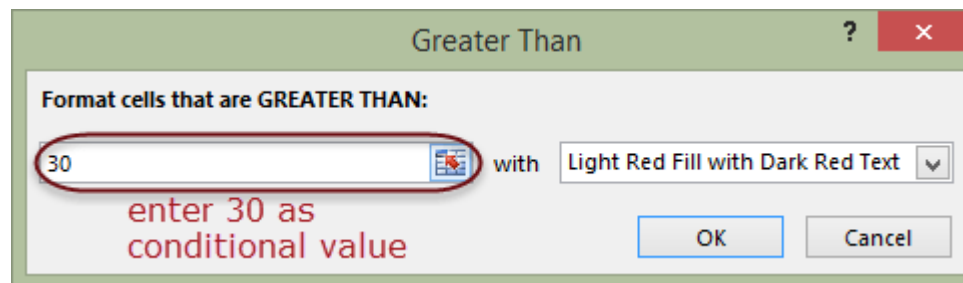 Greater Than
?
Format cells that are GREATER THAN:
30 with Light Red Fill with Dark Red Text
enter 30 as
conditional value
OK Cancel